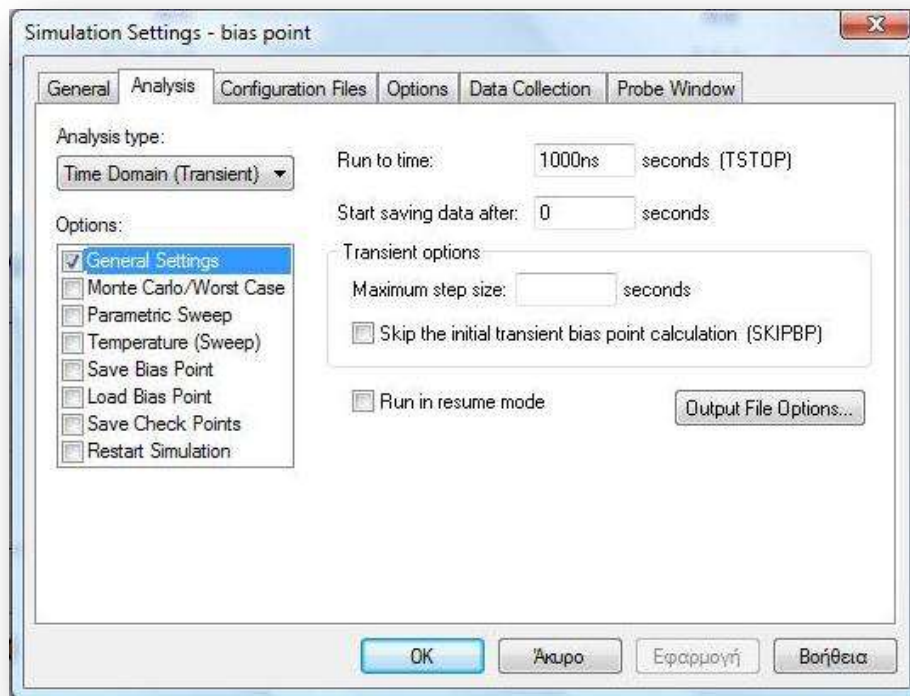 Simulation Settings - bias point
General
Analysis
Configuration Files
Options
Data Collection
Probe Window
Analysis type:
Time Domain (Transient)
Options:
General Settings
Monte Carlo/Worst Case
Parametric Sweep
Temperature (Sweep)
Save Bias Point
Load Bias Point
Save Check Points
Restart Simulation
Run to time: 1000ns seconds (TSTOP)
Start saving data after: 0 seconds
Transient options
Maximum step size: seconds
Skip the initial transient bias point calculation (SKIPBP)
Run in resume mode
Output File Options...
OK
Άκυρο
Εφαρμογή
Βοήθεια